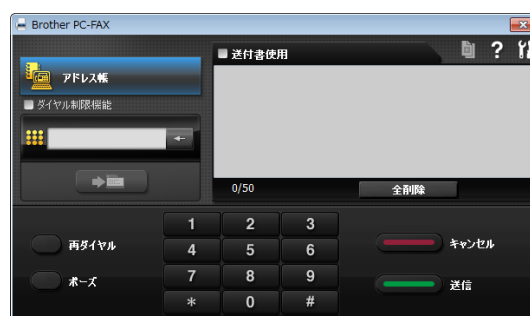 Brother PC-FAX
アドレス帳
送付書使用
?
ダイヤル制限機能
0/50
全削除
再ダイヤル
1 2 3
キャンセル
4 5 6
ポーズ
7 8 9
送信
* 0 #